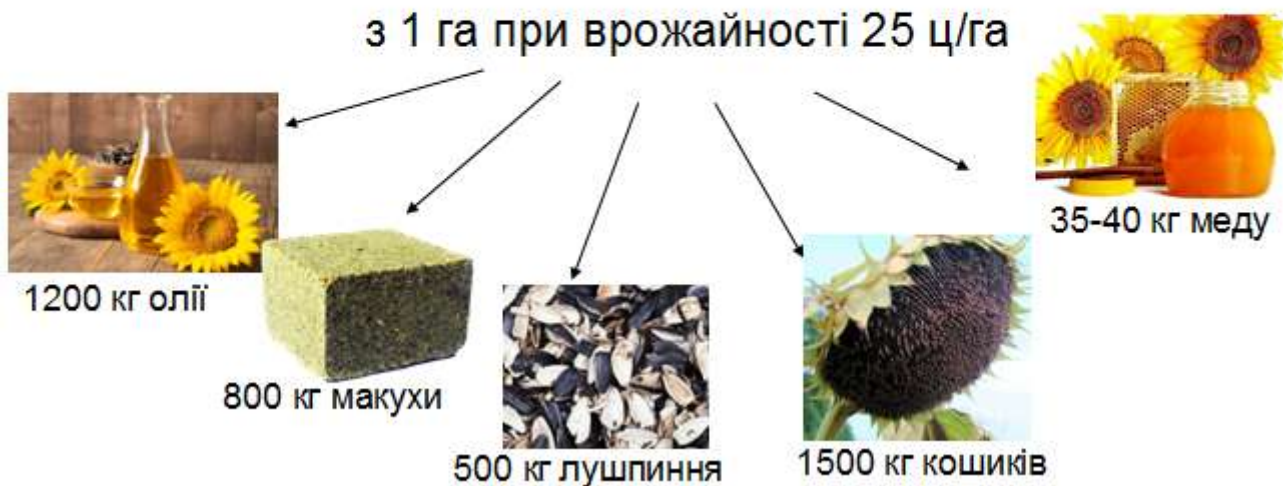 з 1 га при врожайності 25 ц/га
1200 кг олії
800 кг макухи
500 кг лушпиння
1500 кг кошиків
35-40 кг меду